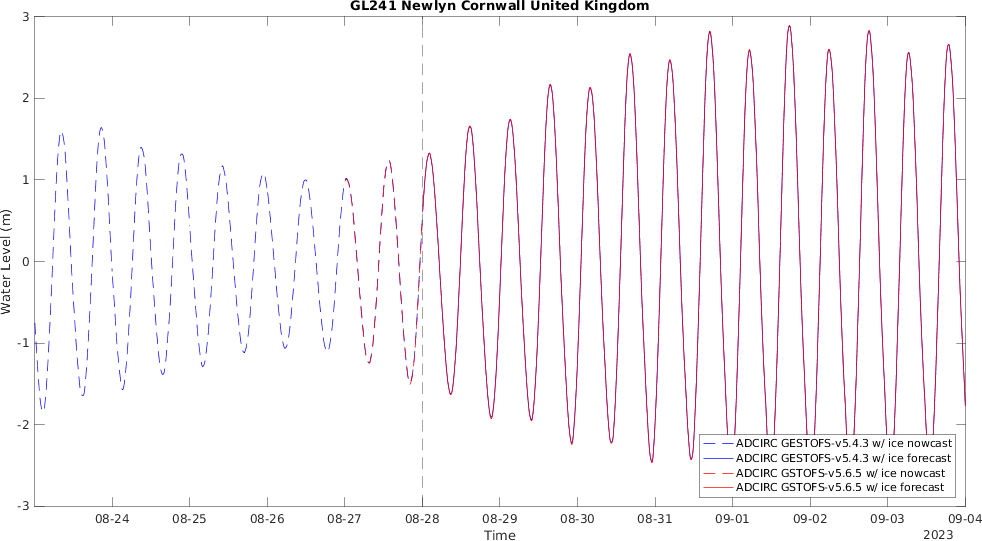 GL241 Newlyn Cornwall United Kingdom
3
2
1
0
-1
-2
-3
Water Level (m)
ADCIRC GESTOFS-v5.4.3 w/ ice nowcast
ADCIRC GESTOFS-v5.4.3 w/ ice forecast
ADCIRC GSTOFS-v5.6.5 w/ ice nowcast
ADCIRC GSTOFS-v5.6.5 w/ ice forecast
08-24 08-25 08-26 08-27 08-28 08-29 08-30 08-31 09-01 09-02 09-03 09-04
Time
2023